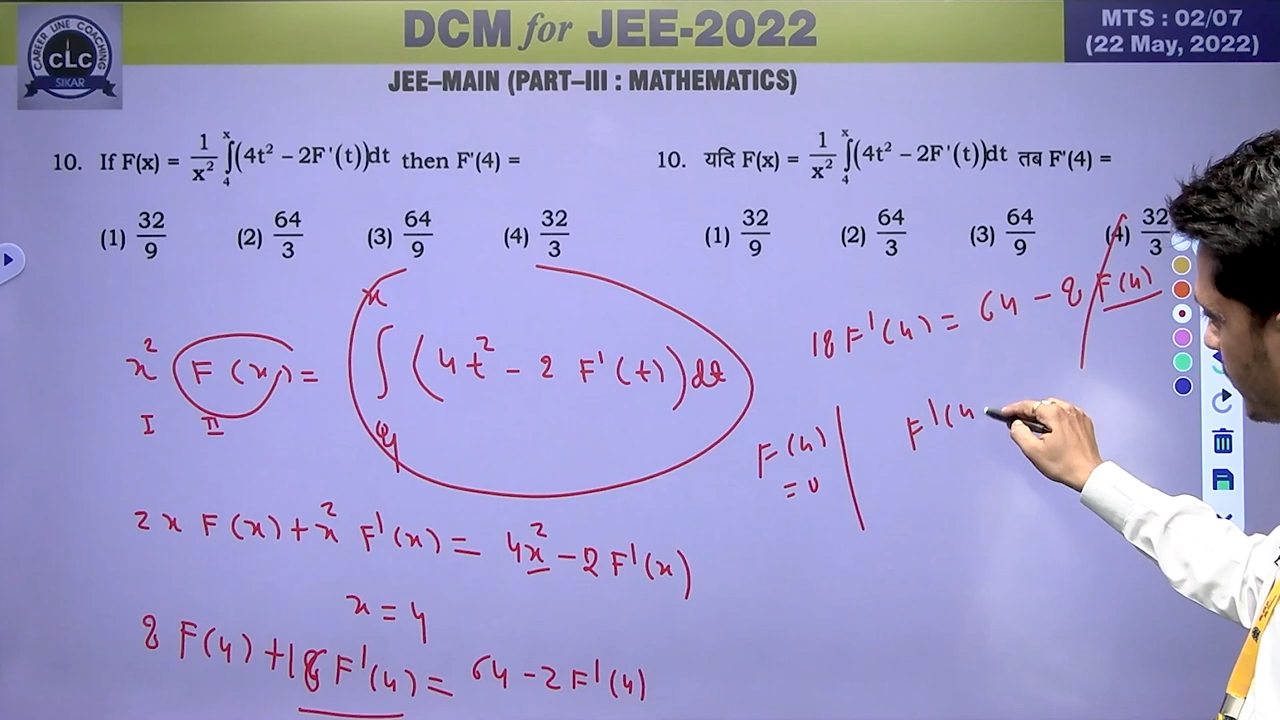 CAREER LINE COACHING
CLC
SIKAR
DCM for JEE-2022
MTS : 02/07
(22 May, 2022)
JEE–MAIN (PART–III : MATHEMATICS)
10. If F(x) = 1/x² ∫₄ˣ (4t² − 2F'(t))dt then F'(4) =
(1) 32/9 (2) 64/3 (3) 64/9 (4) 32/3
10. यदि F(x) = 1/x² ∫₄ˣ (4t² − 2F'(t))dt तब F'(4) =
(1) 32/9 (2) 64/3 (3) 64/9 (4) 32/3
x² F(x) = ∫₄ˣ (4t² − 2 F'(t)) dt
I II
2x F(x) + x² F'(x) = 4x² − 2F'(x)
x = 4
8 F(4) + 16 F'(4) = 64 − 2F'(4)
18 F'(4) = 64 − 8 F(4)
F(4)
= 0
F'(4